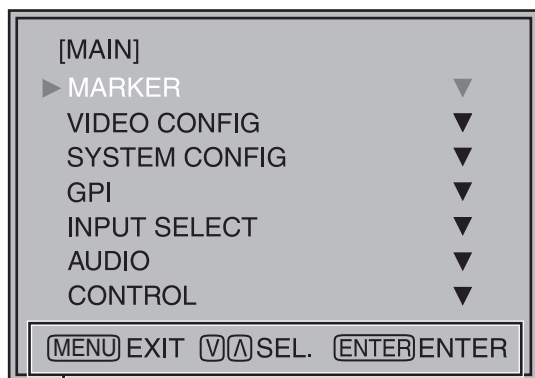 [MAIN]
MARKER
VIDEO CONFIG
SYSTEM CONFIG
GPI
INPUT SELECT
AUDIO
CONTROL
MENU EXIT V Λ SEL. ENTER ENTER